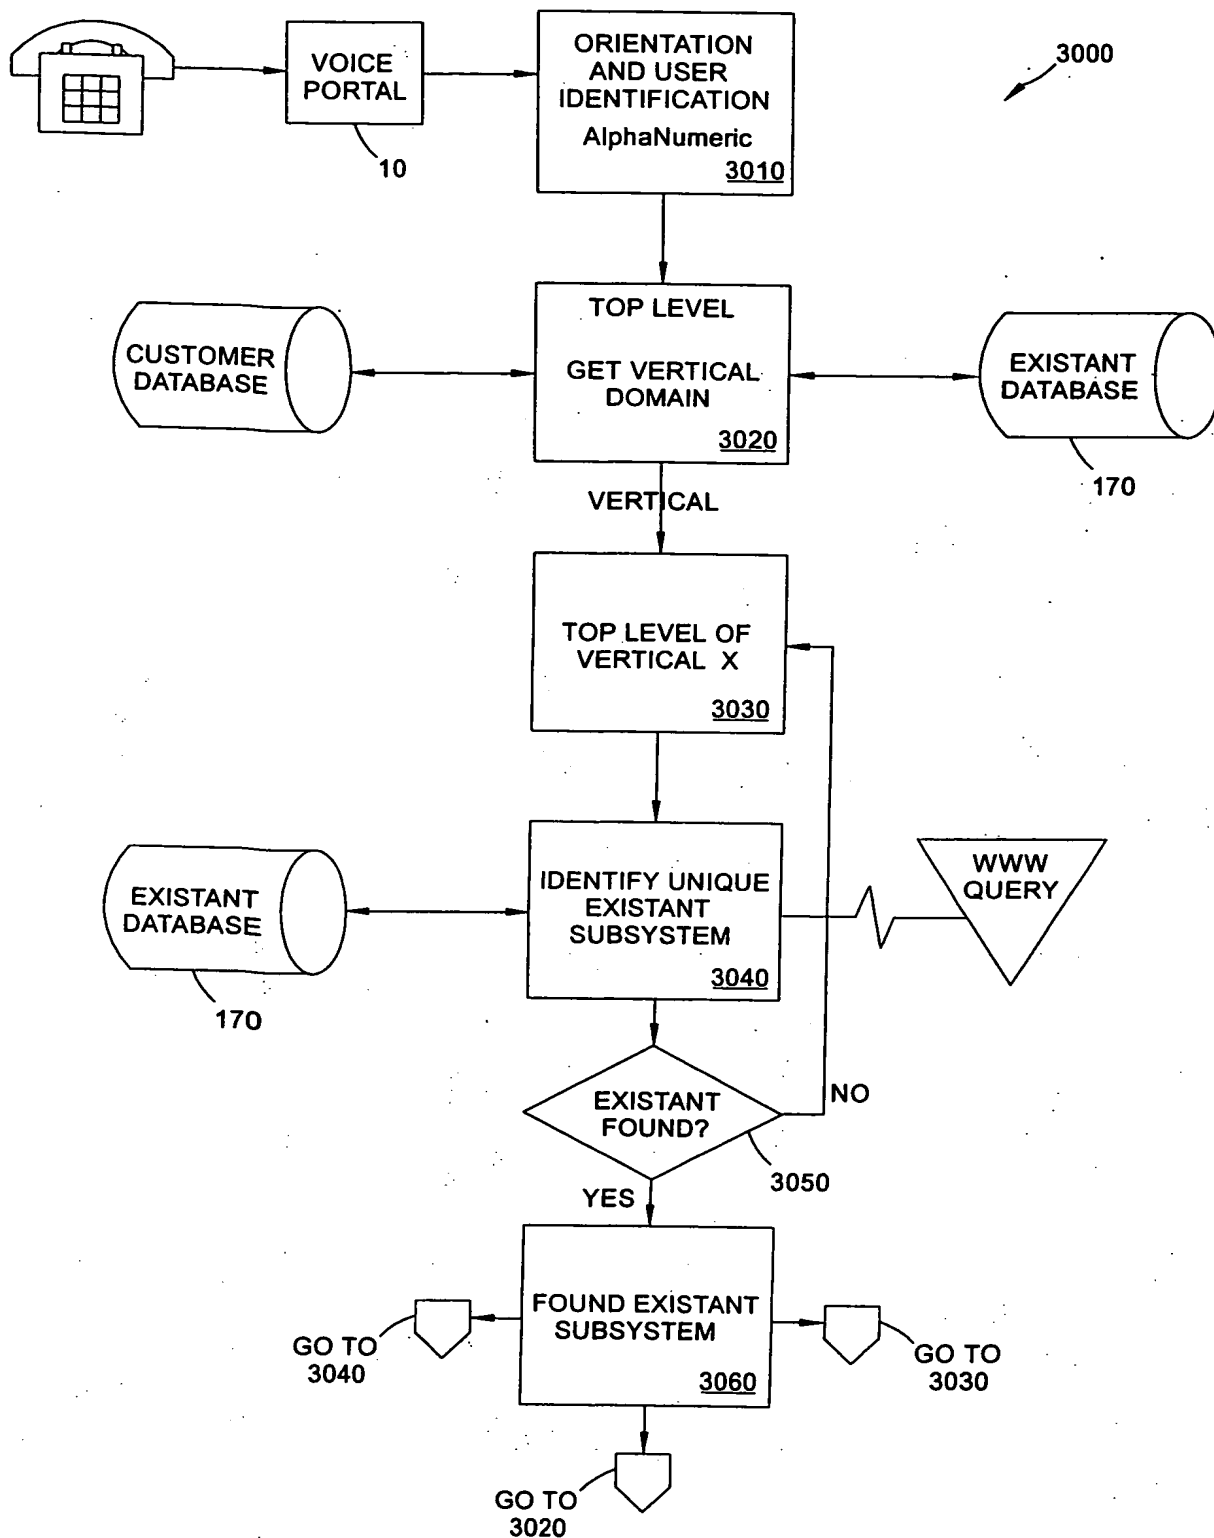 VOICE
PORTAL
10
ORIENTATION
AND USER
IDENTIFICATION
AlphaNumeric
3010
3000
CUSTOMER
DATABASE
TOP LEVEL
GET VERTICAL
DOMAIN
3020
EXISTANT
DATABASE
170
VERTICAL
TOP LEVEL OF
VERTICAL X
3030
EXISTANT
DATABASE
170
IDENTIFY UNIQUE
EXISTANT
SUBSYSTEM
3040
WWW
QUERY
EXISTANT
FOUND?
NO
3050
YES
FOUND EXISTANT
SUBSYSTEM
3060
GO TO
3040
GO TO
3030
GO TO
3020